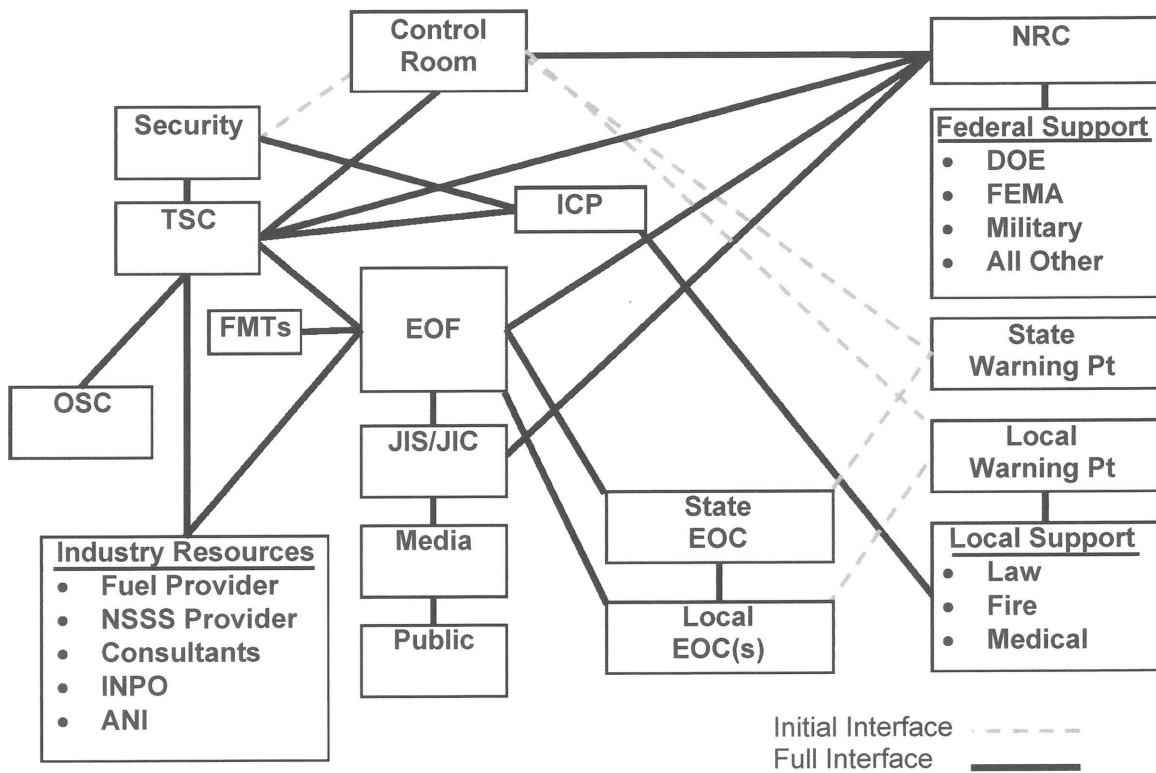 Control
Room
NRC
Security
Federal Support
• DOE
• FEMA
• Military
• All Other
TSC
ICP
FMTs
EOF
State
Warning Pt
OSC
JIS/JIC
Local
Warning Pt
State
EOC
Media
Industry Resources
• Fuel Provider
• NSSS Provider
• Consultants
• INPO
• ANI
Local Support
• Law
• Fire
• Medical
Local
EOC(s)
Public
Initial Interface
Full Interface